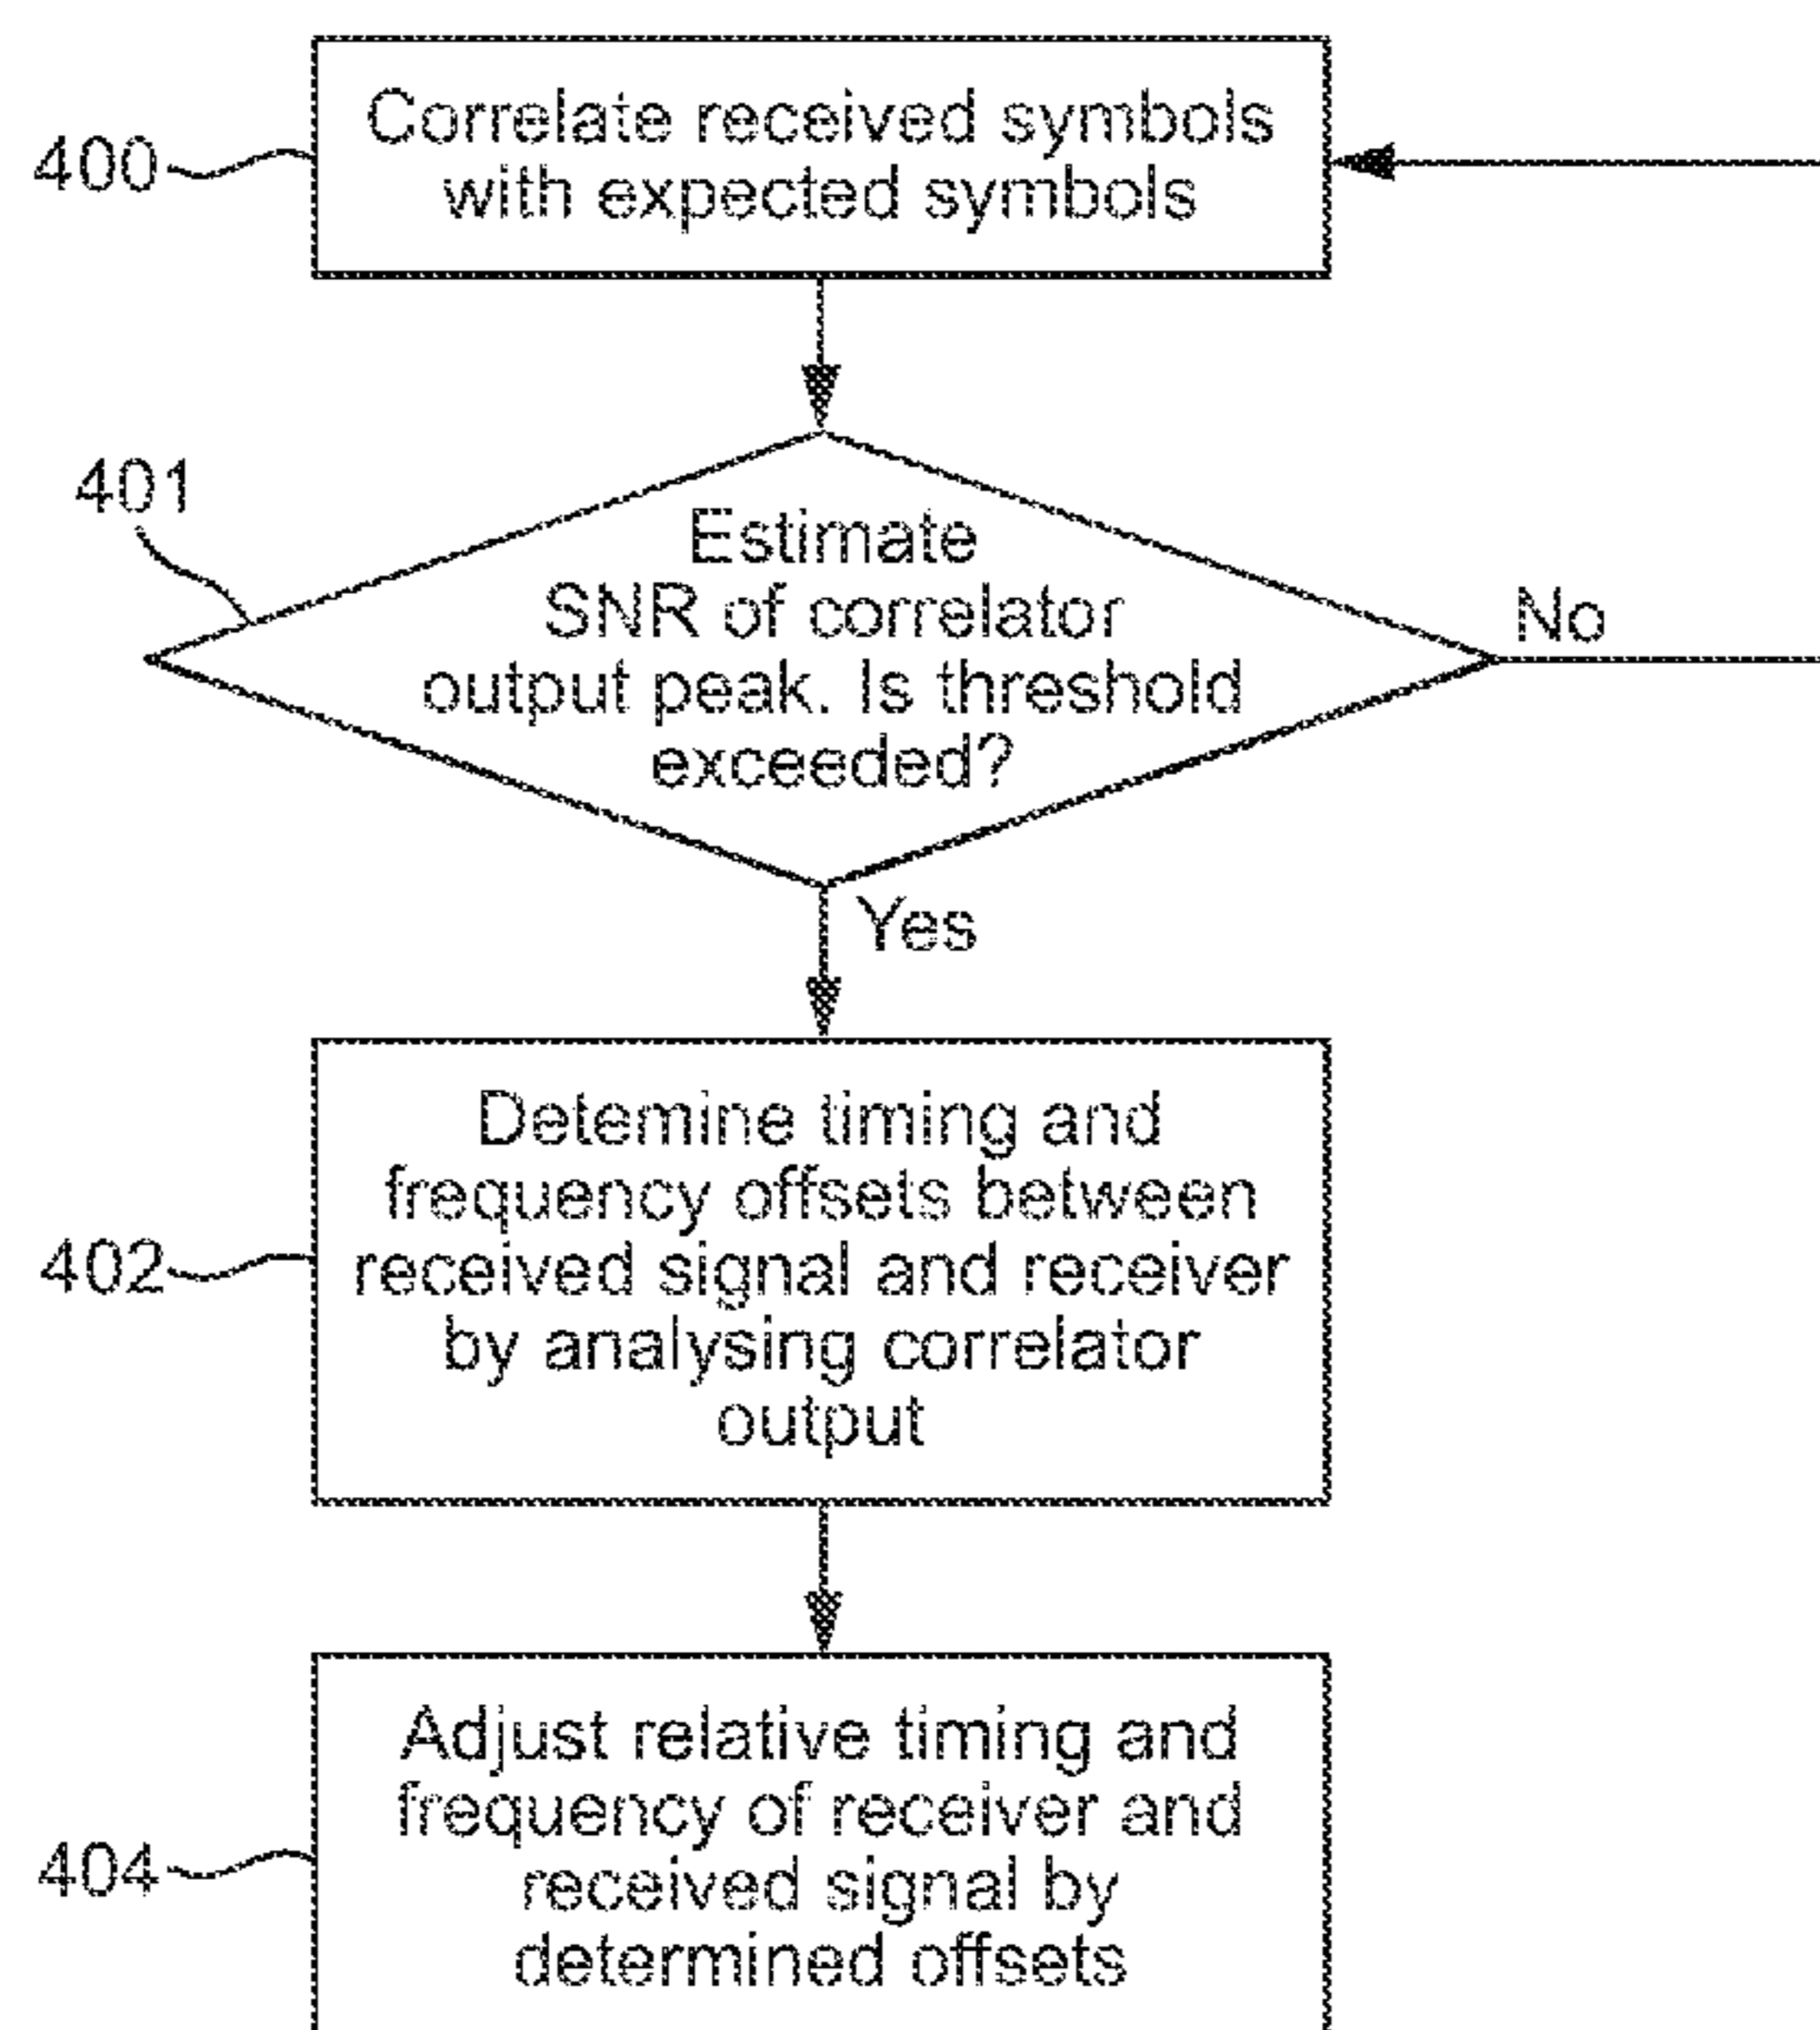 400
Correlate received symbols
with expected symbols
401
Estimate
SNR of correlator
output peak. Is threshold
exceeded?
No
Yes
402
Detemine timing and
frequency offsets between
received signal and receiver
by analysing correlator
output
404
Adjust relative timing and
frequency of receiver and
received signal by
determined offsets